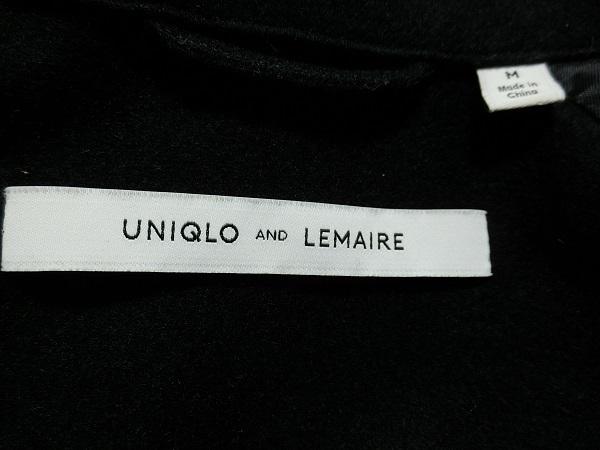 M
Made in
China
UNIQLO AND LEMAIRE